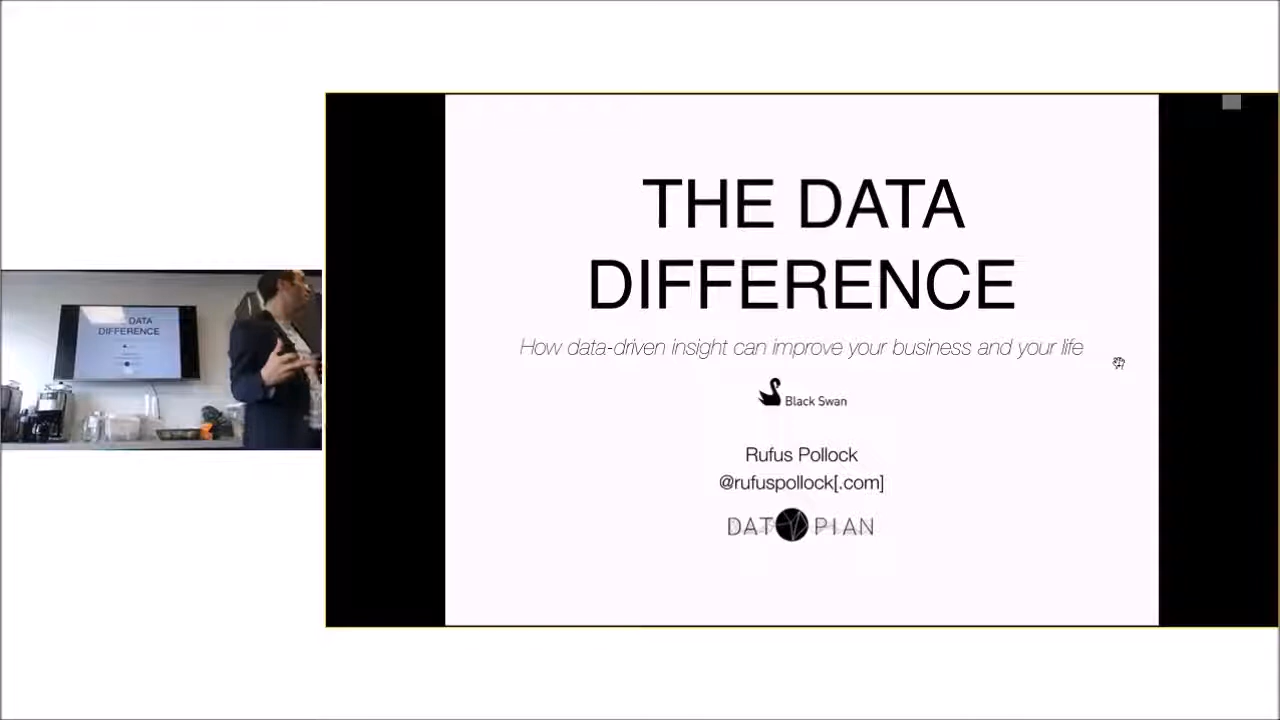 THE DATA
DIFFERENCE
How data-driven insight can improve your business and your life
Black Swan
Rufus Pollock
@rufuspollock[.com]
DATOPIAN
DATA
DIFFERENCE